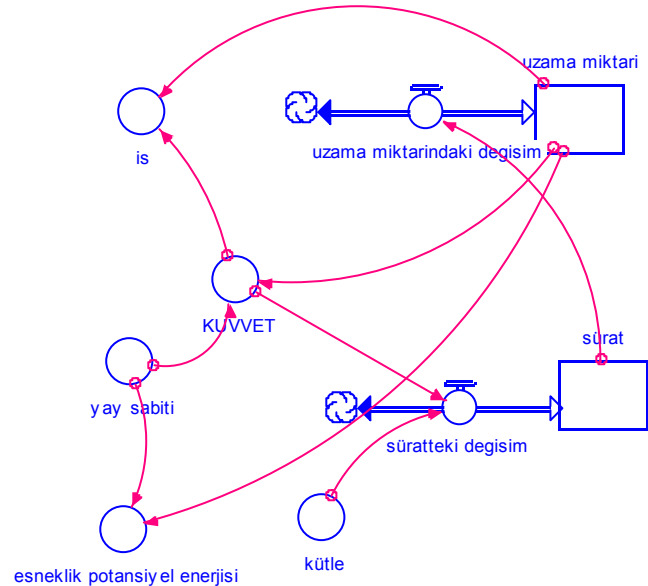 uzama miktari
is
uzama miktarindaki degisim
KUVVET
sürat
yay sabiti
süratteki degisim
kütle
esneklik potansiyel enerjisi